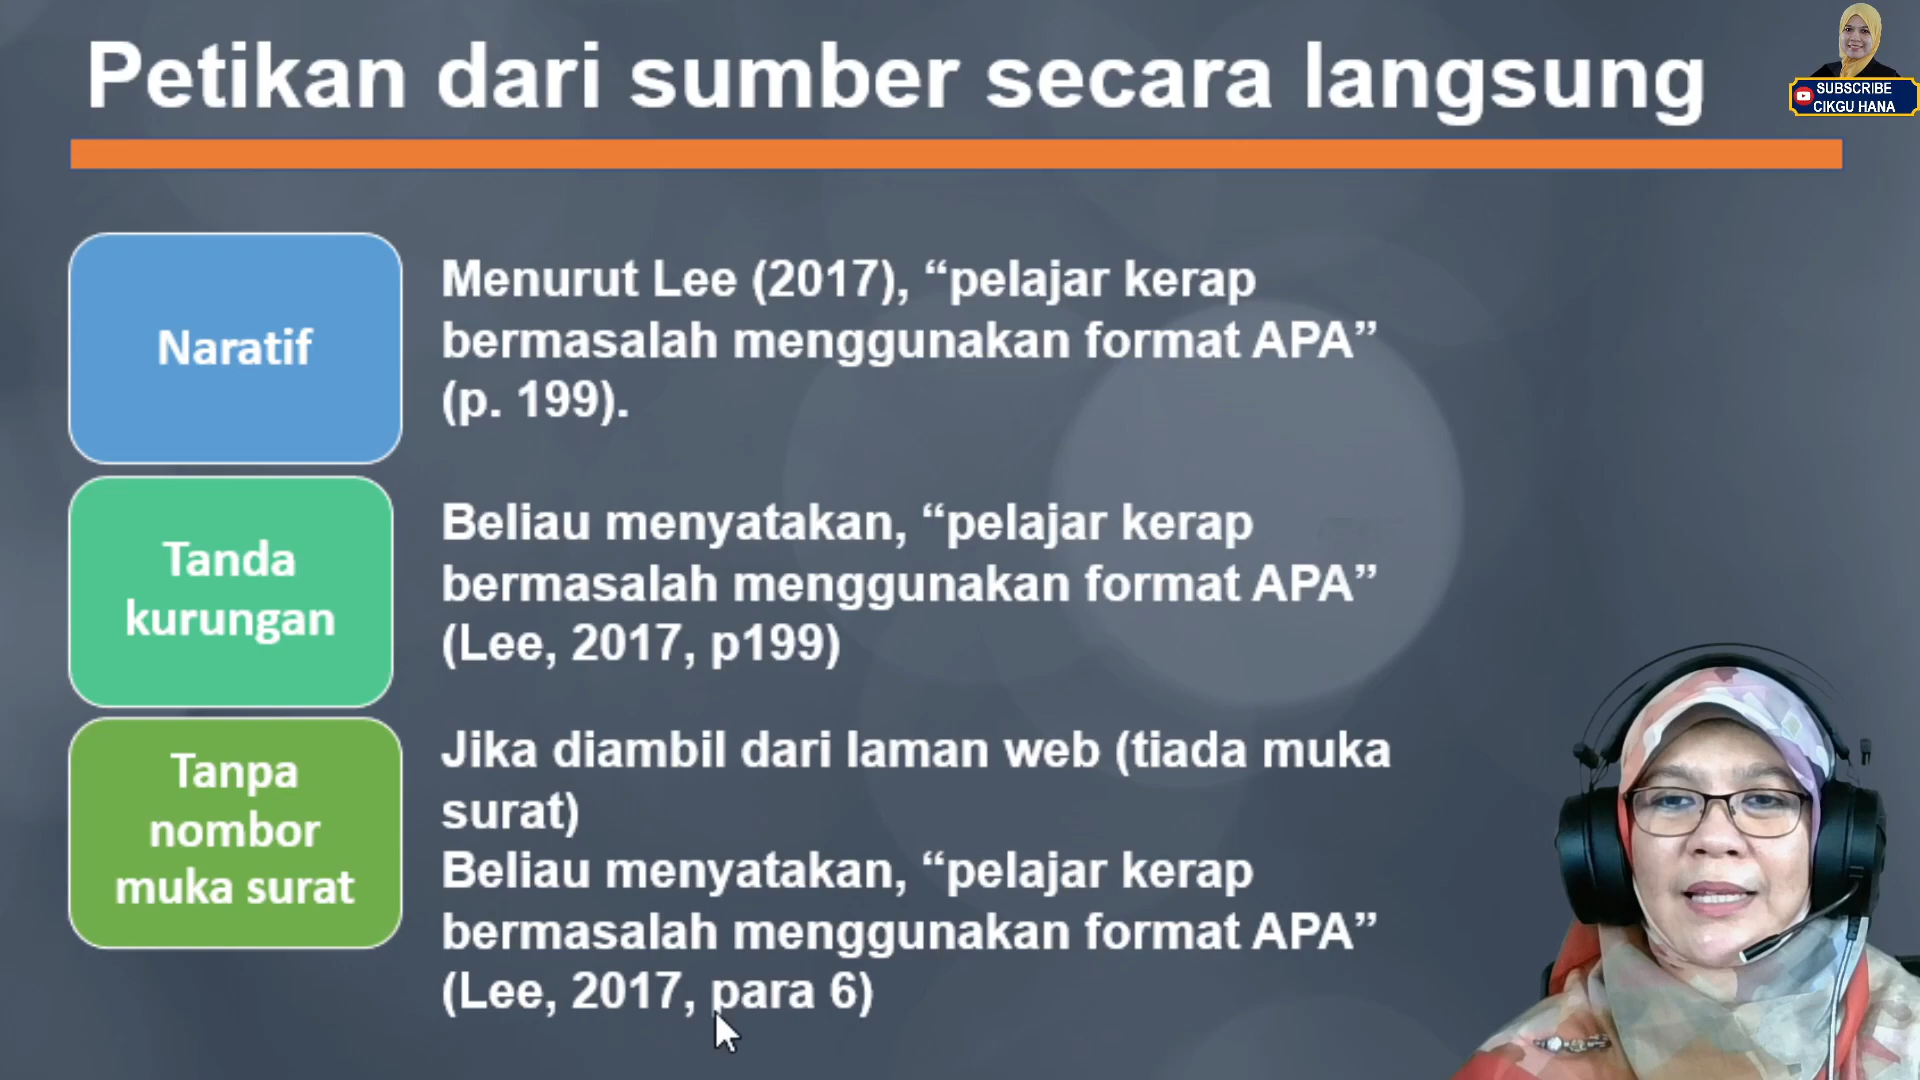 Petikan dari sumber secara langsung
SUBSCRIBE
CIKGU HANA
Naratif
Menurut Lee (2017), “pelajar kerap
bermasalah menggunakan format APA”
(p. 199).
Tanda
kurungan
Beliau menyatakan, “pelajar kerap
bermasalah menggunakan format APA”
(Lee, 2017, p199)
Tanpa
nombor
muka surat
Jika diambil dari laman web (tiada muka
surat)
Beliau menyatakan, “pelajar kerap
bermasalah menggunakan format APA”
(Lee, 2017, para 6)